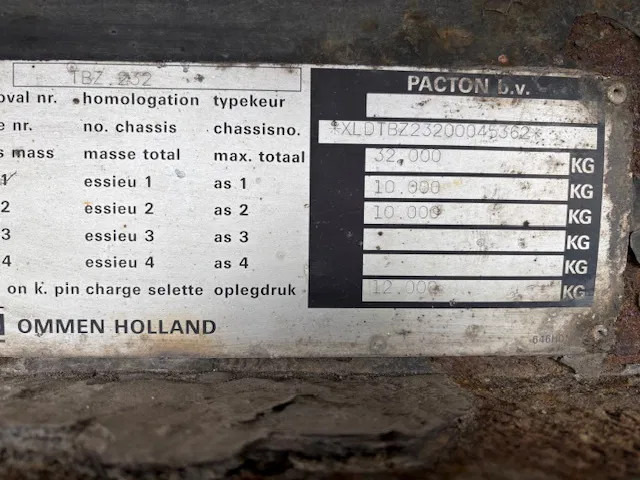 TBZ 232
PACTON b.v.
oval nr. homologation typekeur
e nr. no. chassis chassisno. *XLDTBZ23200045362*
s mass masse total max. totaal 32.000 KG
1 essieu 1 as 1 10.000 KG
2 essieu 2 as 2 10.000 KG
3 essieu 3 as 3 KG
4 essieu 4 as 4 KG
on k. pin charge selette oplegdruk 12.000 KG
OMMEN HOLLAND